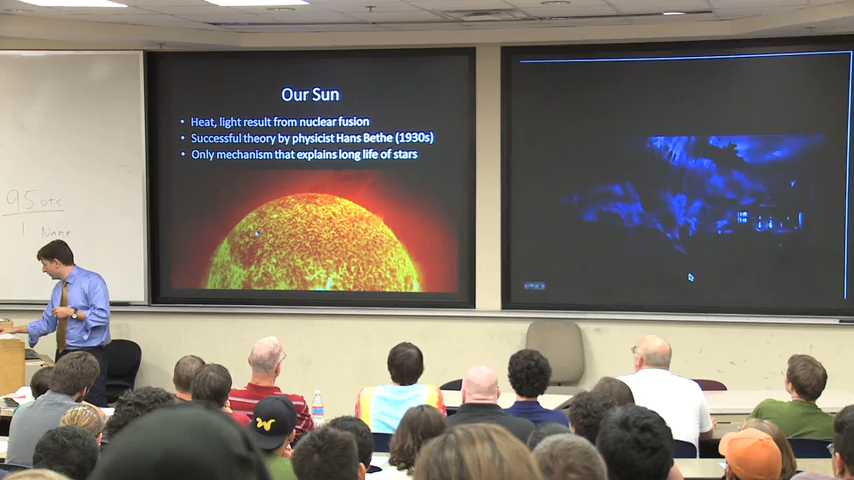 95 pts
1 Name
Our Sun
• Heat, light result from nuclear fusion
• Successful theory by physicist Hans Bethe (1930s)
• Only mechanism that explains long life of stars